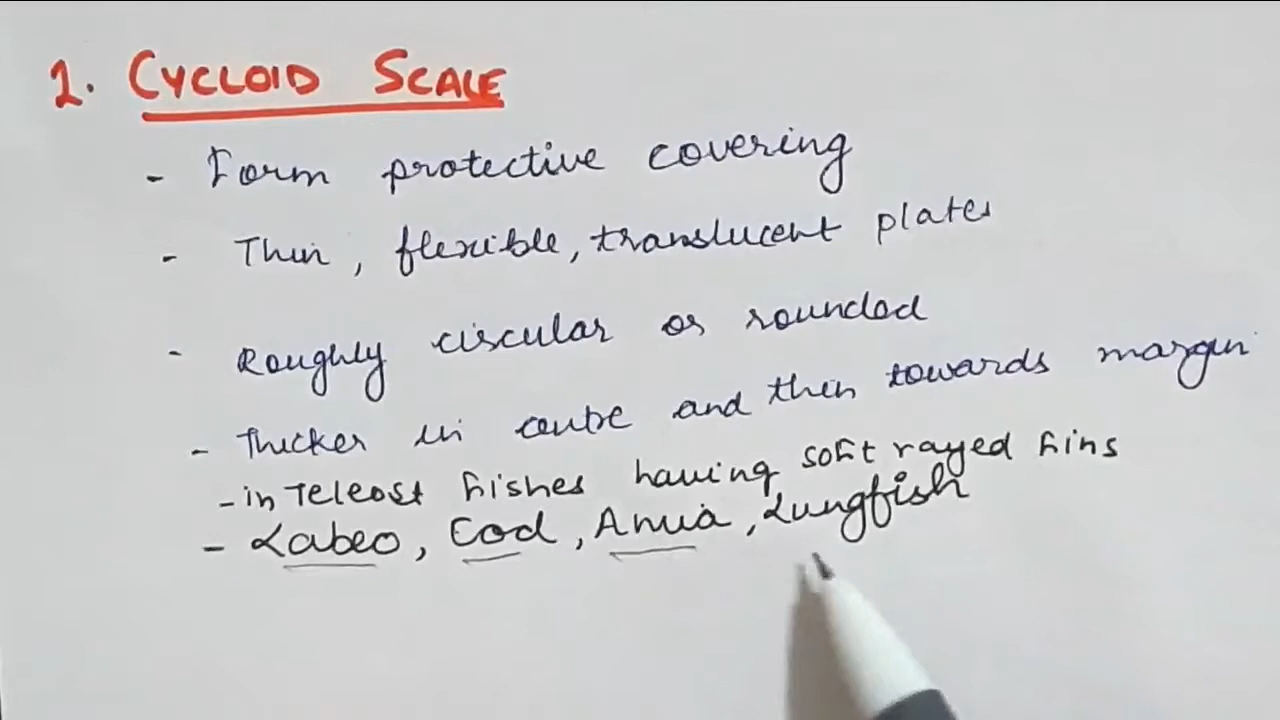 1. CYCLOID SCALE
- Form protective covering
- Thin, flexible, translucent plates
- Roughly circular or rounded
- Thicker in centre and then towards margin
- in Teleost fishes having soft rayed fins
- Labeo, Cod, Amia, Lungfish